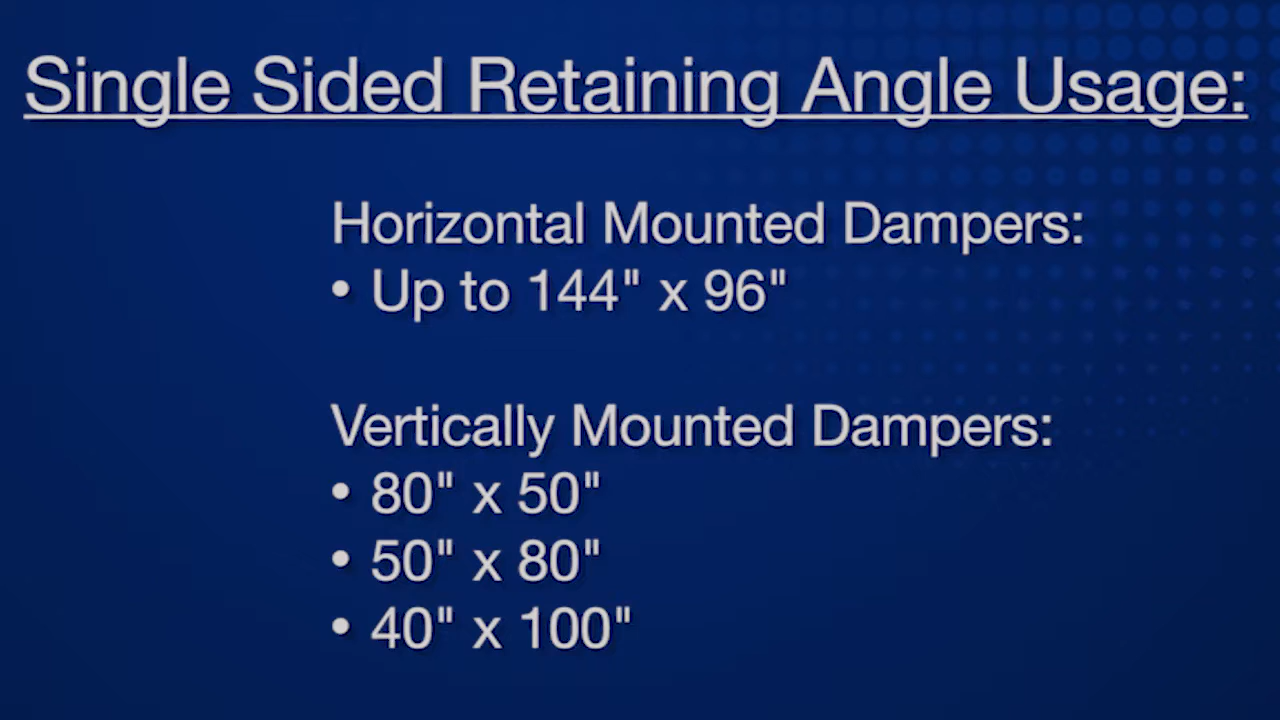 Single Sided Retaining Angle Usage:
Horizontal Mounted Dampers:
• Up to 144" x 96"
Vertically Mounted Dampers:
• 80" x 50"
• 50" x 80"
• 40" x 100"